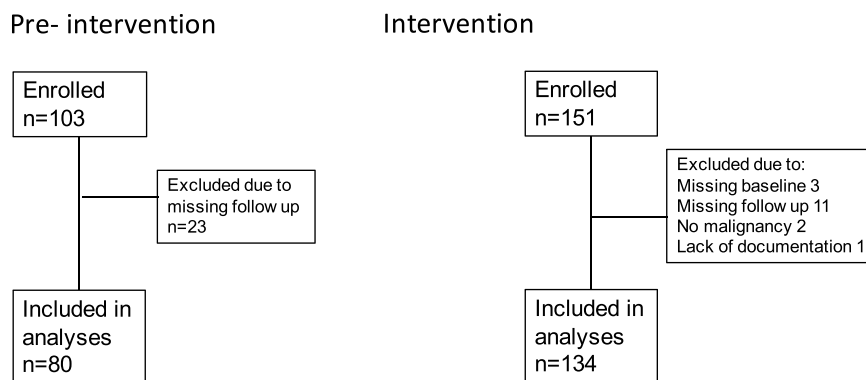 Pre- intervention
Enrolled
n=103
Excluded due to
missing follow up
n=23
Included in
analyses
n=80
Intervention
Enrolled
n=151
Excluded due to:
Missing baseline 3
Missing follow up 11
No malignancy 2
Lack of documentation 1
Included in
analyses
n=134